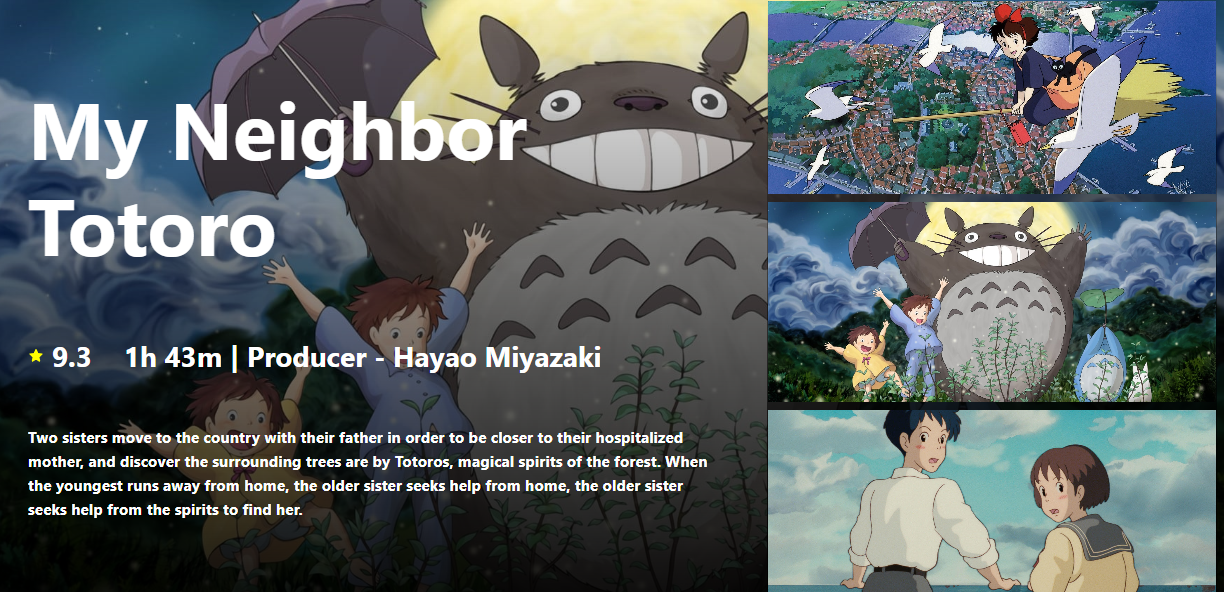 My Neighbor
Totoro
9.3 1h 43m | Producer - Hayao Miyazaki
Two sisters move to the country with their father in order to be closer to their hospitalized
mother, and discover the surrounding trees are by Totoros, magical spirits of the forest. When
the youngest runs away from home, the older sister seeks help from home, the older sister
seeks help from the spirits to find her.